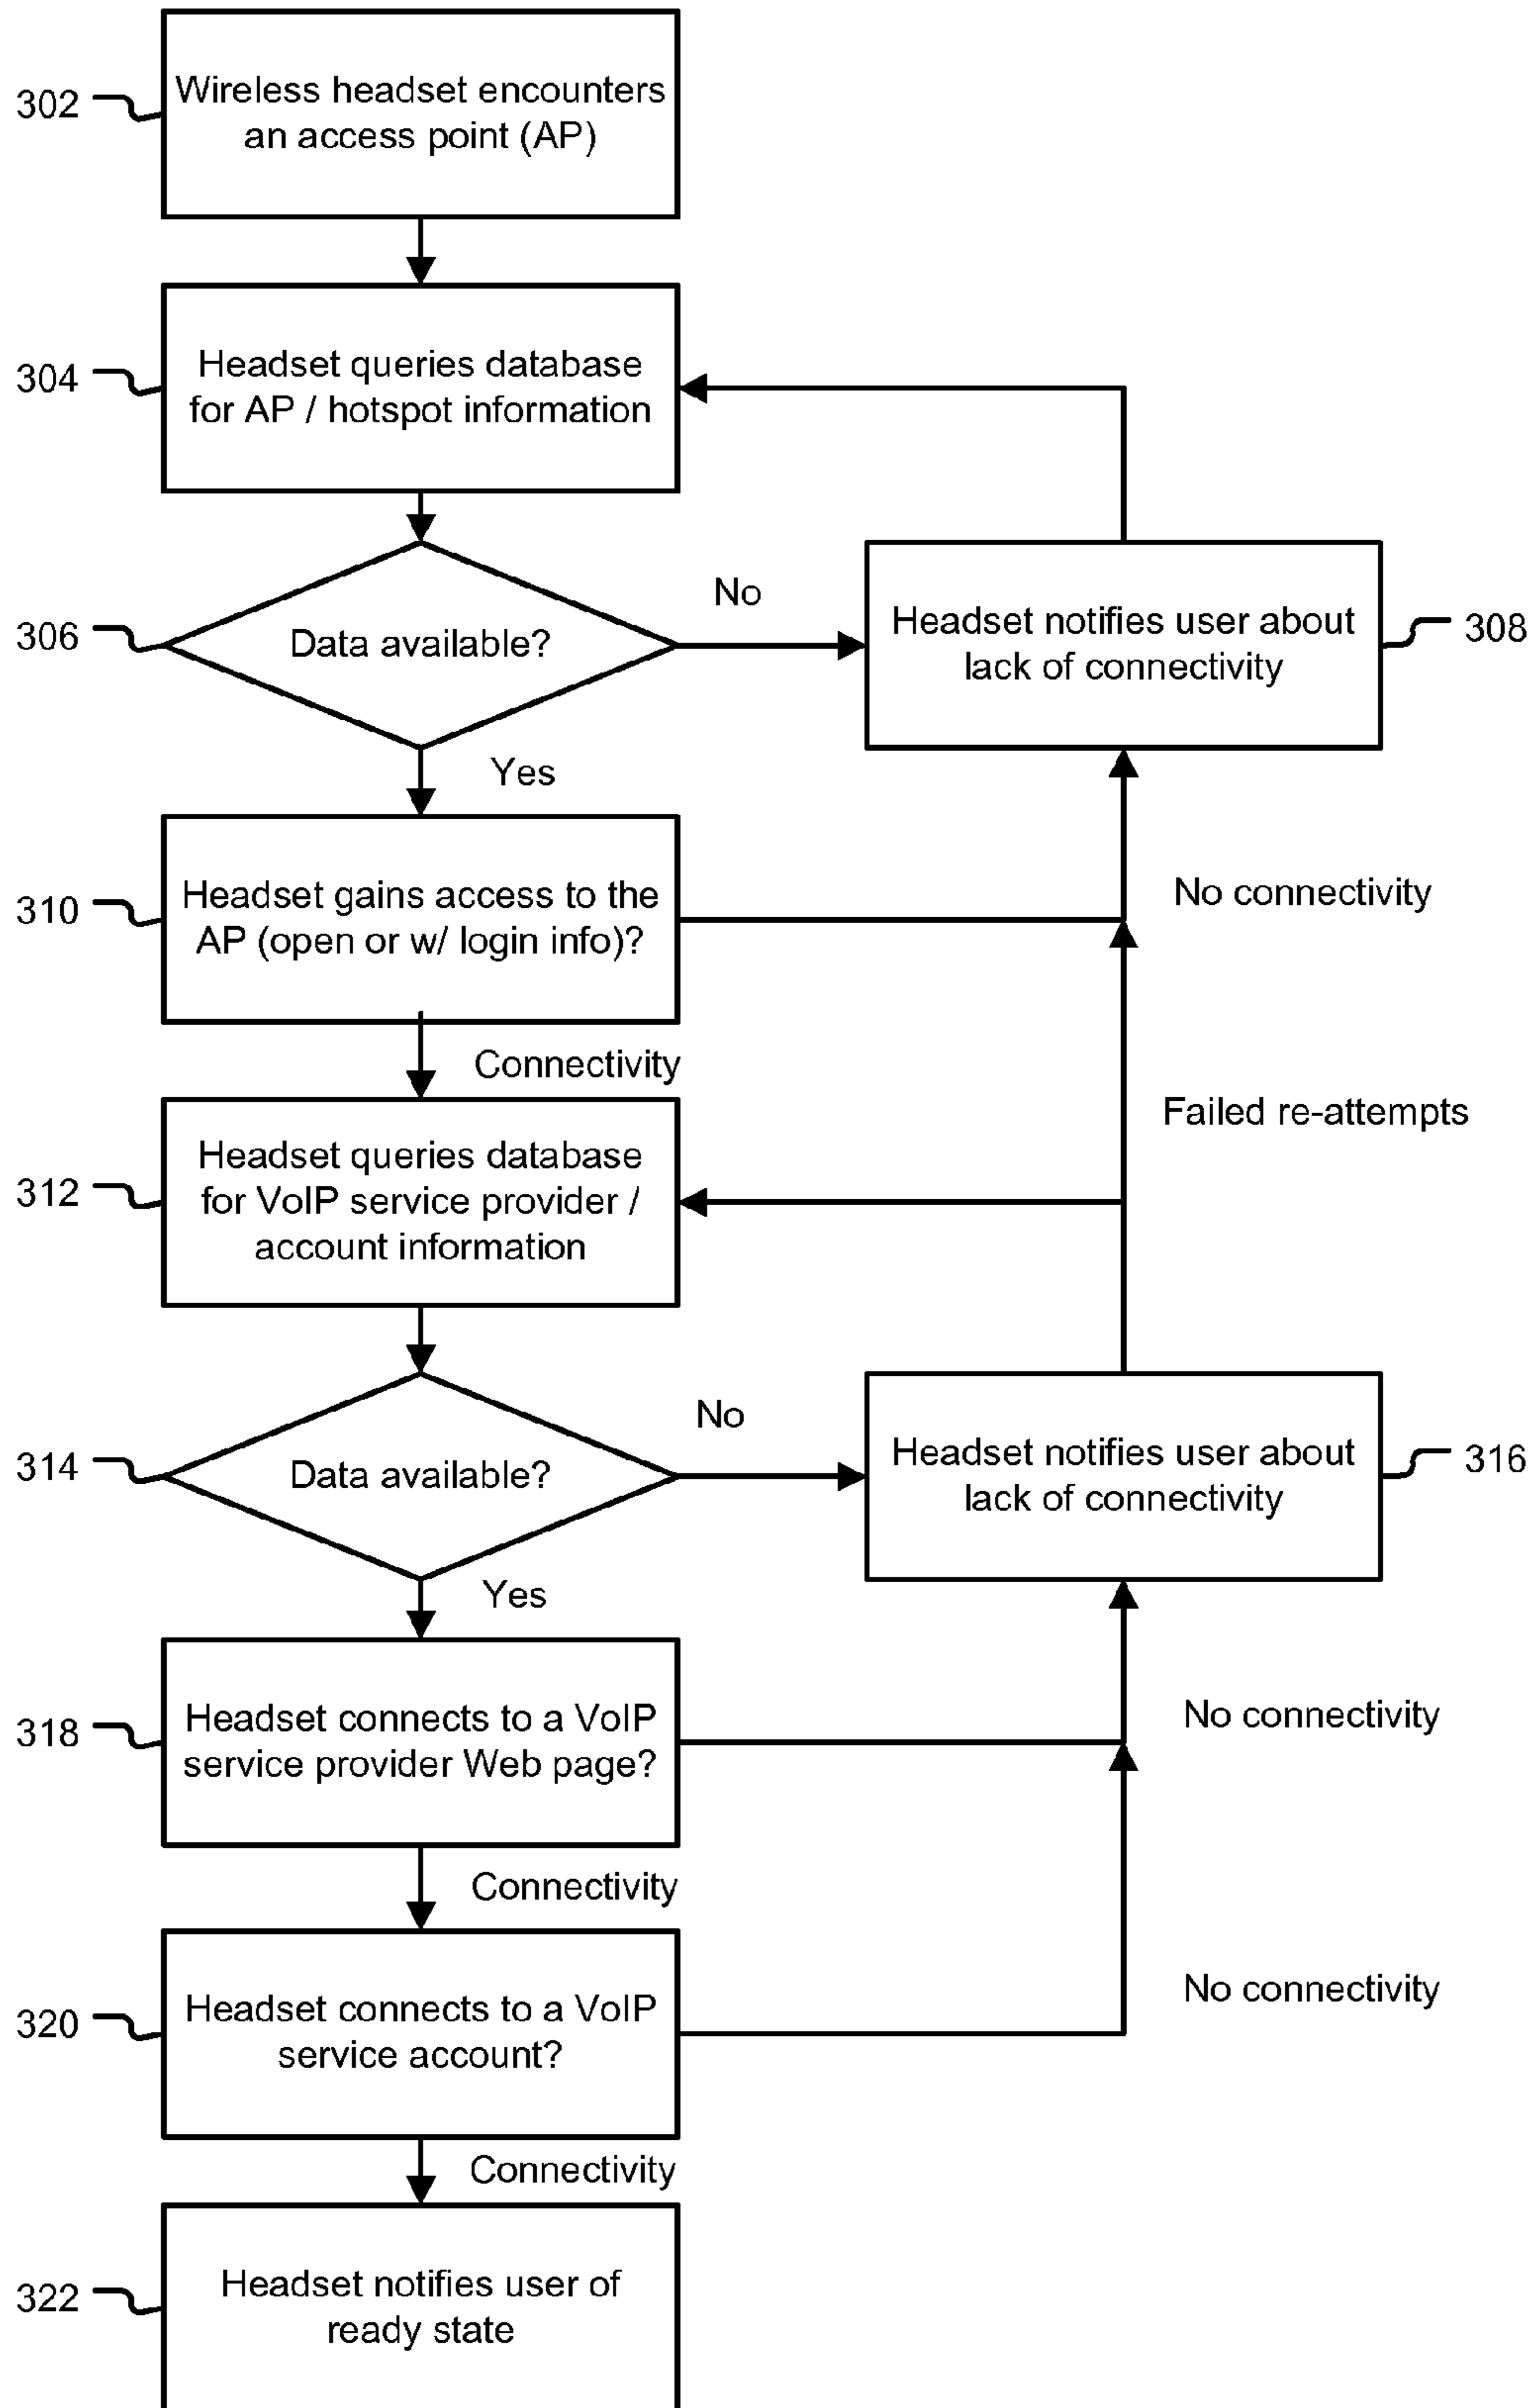 302
Wireless headset encounters
an access point (AP)
304
Headset queries database
for AP / hotspot information
306
Data available?
No
Headset notifies user about
lack of connectivity
308
Yes
310
Headset gains access to the
AP (open or w/ login info)?
No connectivity
Connectivity
Failed re-attempts
312
Headset queries database
for VoIP service provider /
account information
314
Data available?
No
Headset notifies user about
lack of connectivity
316
Yes
318
Headset connects to a VoIP
service provider Web page?
No connectivity
Connectivity
320
Headset connects to a VoIP
service account?
No connectivity
Connectivity
322
Headset notifies user of
ready state